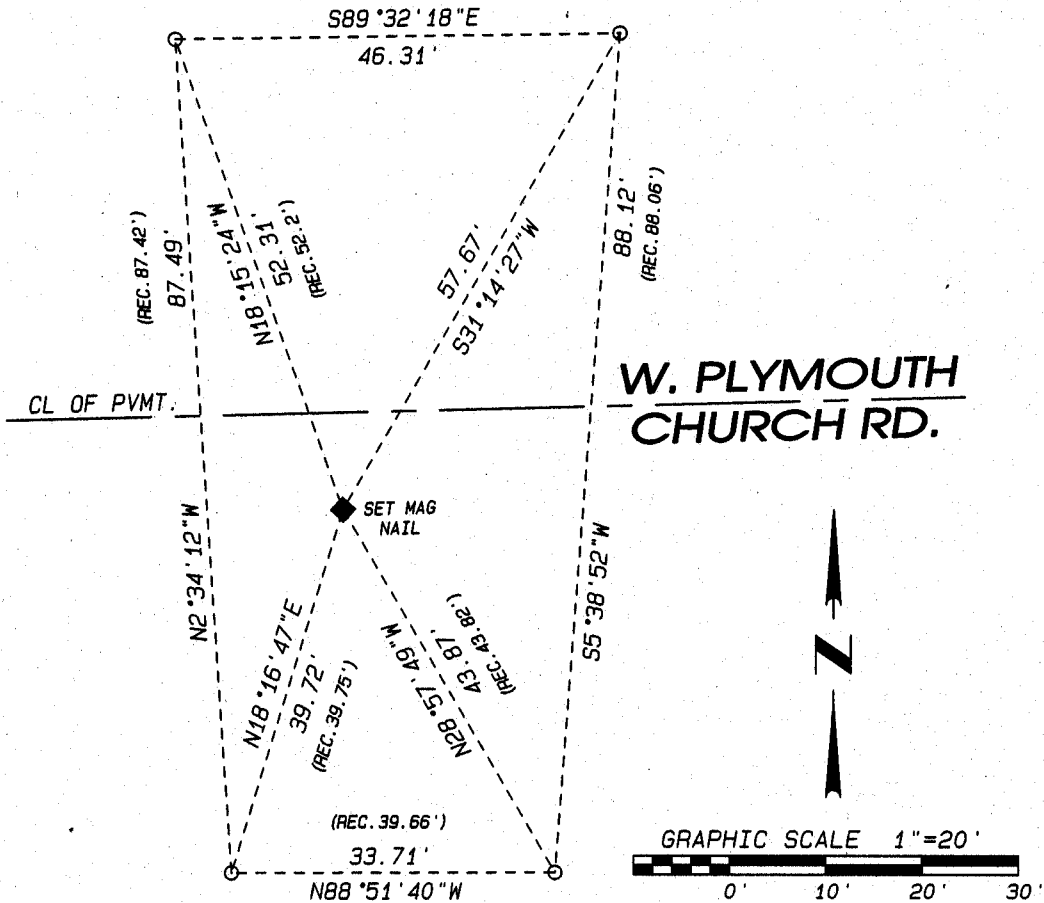 S89°32'18"E
46.31'
(REC.87.42')
87.49'
N18°15'24"W
52.31'
(REC.52.2')
57.67'
S31°14'27"W
88.12'
(REC.88.06')
W. PLYMOUTH
CHURCH RD.
CL OF PVMT.
SET MAG
NAIL
N2°34'12"W
N18°16'47"E
39.72'
(REC.39.75')
N28°57'49"W
43.87'
(REC.43.82')
S5°38'52"W
N
(REC.39.66')
33.71'
N88°51'40"W
GRAPHIC SCALE 1"=20'
0' 10' 20' 30'